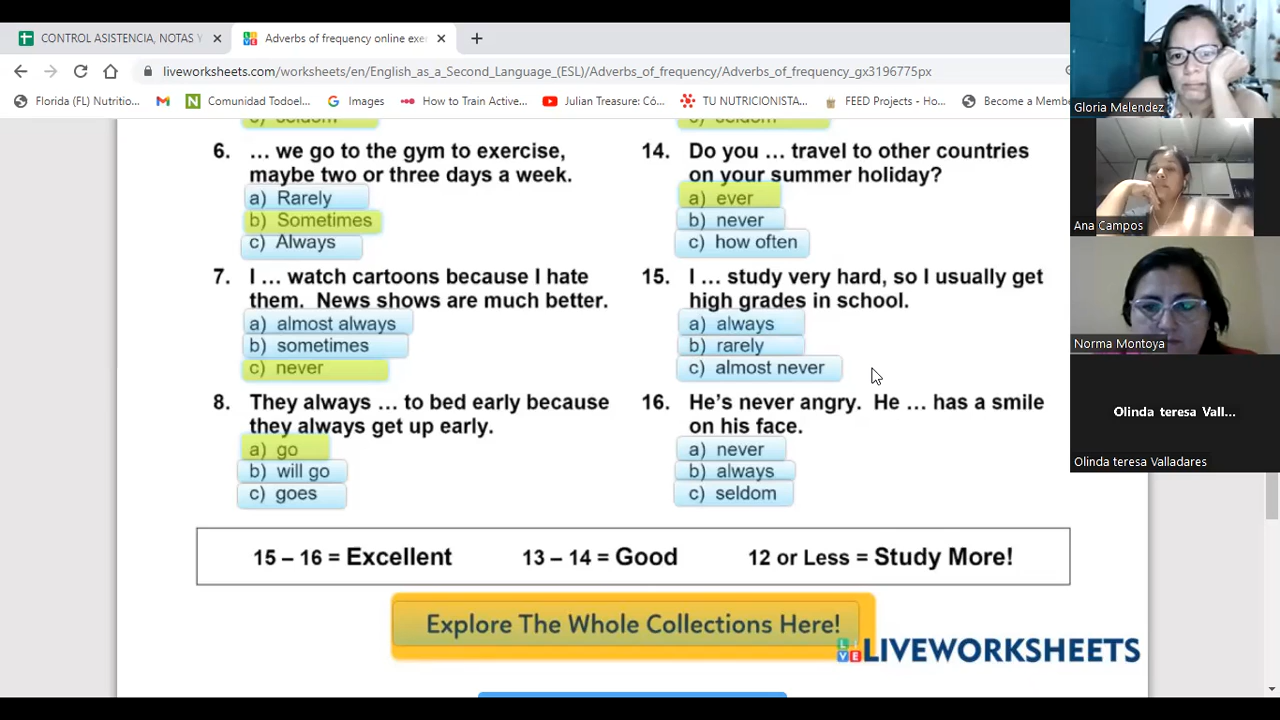 CONTROL ASISTENCIA, NOTAS Y
Adverbs of frequency online exe
liveworksheets.com/worksheets/en/English_as_a_Second_Language_(ESL)/Adverbs_of_frequency/Adverbs_of_frequency_gx3196775px
Florida (FL) Nutritio...
Comunidad Todoel...
Images
How to Train Active...
Julian Treasure: Có...
TU NUTRICIONISTA...
FEED Projects - Ho...
Become a Membe
c) seldom
6. ... we go to the gym to exercise,
maybe two or three days a week.
a) Rarely
b) Sometimes
c) Always
7. I ... watch cartoons because I hate
them. News shows are much better.
a) almost always
b) sometimes
c) never
8. They always ... to bed early because
they always get up early.
a) go
b) will go
c) goes
c) seldom
14. Do you ... travel to other countries
on your summer holiday?
a) ever
b) never
c) how often
15. I ... study very hard, so I usually get
high grades in school.
a) always
b) rarely
c) almost never
16. He's never angry. He ... has a smile
on his face.
a) never
b) always
c) seldom
15 – 16 = Excellent 13 – 14 = Good 12 or Less = Study More!
Explore The Whole Collections Here!
LIVE LIVEWORKSHEETS
Gloria Melendez
Ana Campos
Norma Montoya
Olinda teresa Vall...
Olinda teresa Valladares